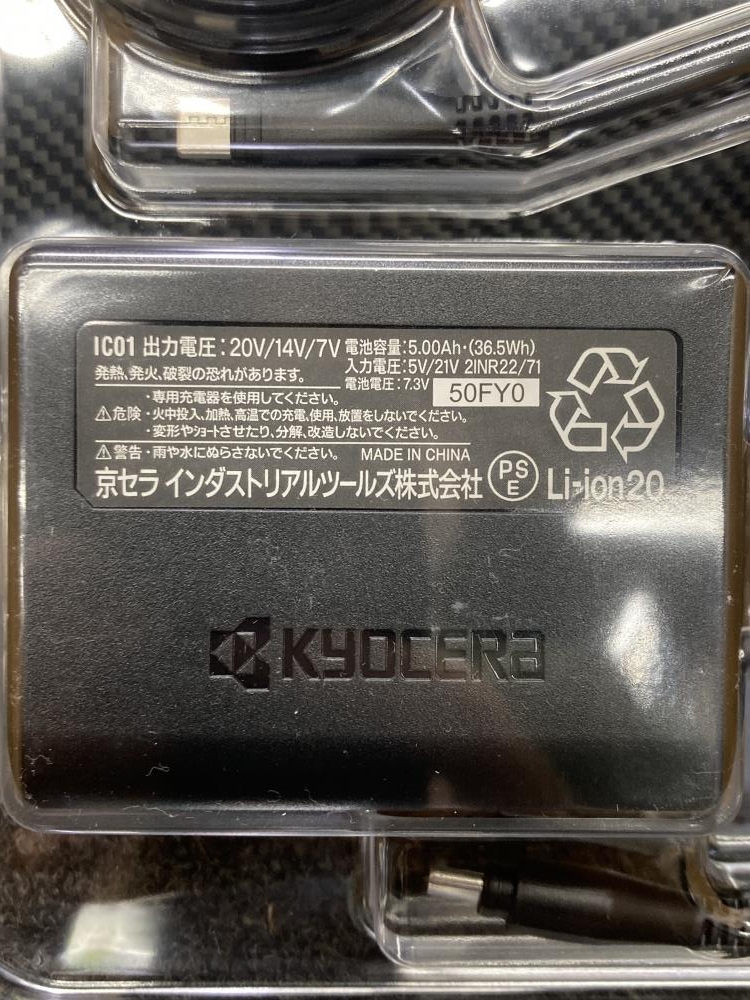 IC01 出力電圧:20V/14V/7V 電池容量:5.00Ah・(36.5Wh)
発熱、発火、破裂の恐れがあります。 入力電圧:5V/21V 2INR22/71
電池電圧:7.3V 50FY0
・専用充電器を使用してください。
⚠危険・火中投入、加熱、高温での充電、使用、放置をしないでください。
・変形やショートさせたり、分解、改造しないでください。
⚠警告・雨や水にぬらさないでください。 MADE IN CHINA
京セラ インダストリアルツールズ株式会社 PSE Li-ion20
KYOCERA